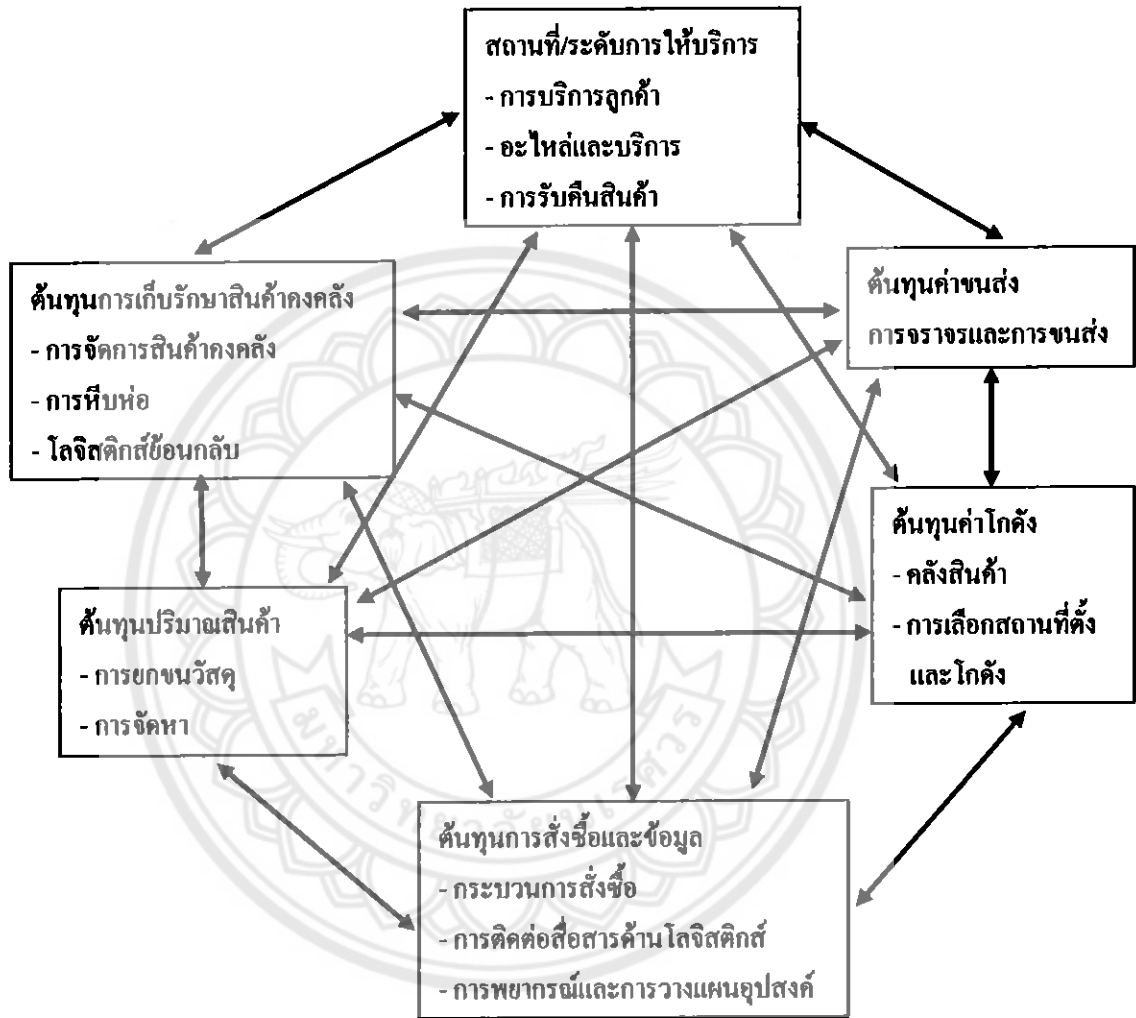 สถานที่/ระดับการให้บริการ
- การบริการลูกค้า
- อะไหล่และบริการ
- การรับคืนสินค้า
ต้นทุนการเก็บรักษาสินค้าคงคลัง
- การจัดการสินค้าคงคลัง
- การหีบห่อ
- โลจิสติกส์ย้อนกลับ
ต้นทุนค่าขนส่ง
การจราจรและการขนส่ง
ต้นทุนค่าโกดัง
- คลังสินค้า
- การเลือกสถานที่ตั้ง
และโกดัง
ต้นทุนปริมาณสินค้า
- การยกขนวัสดุ
- การจัดหา
ต้นทุนการสั่งซื้อและข้อมูล
- กระบวนการสั่งซื้อ
- การติดต่อสื่อสารด้านโลจิสติกส์
- การพยากรณ์และการวางแผนอุปสงค์
มหาวิทยาลัยนเรศวร